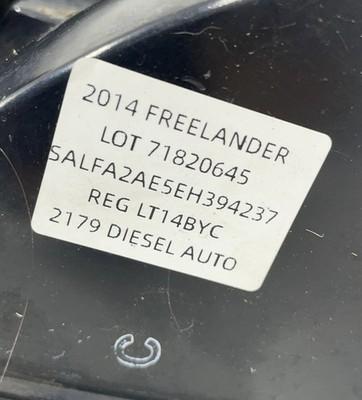 2014 FREELANDER
LOT 71820645
SALFA2AE5EH394237
REG LT14BYC
2179 DIESEL AUTO
C